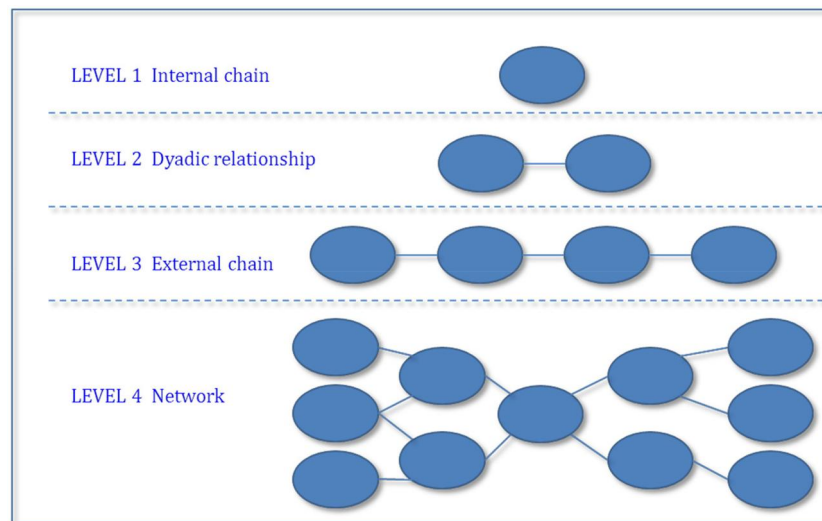 LEVEL 1 Internal chain
LEVEL 2 Dyadic relationship
LEVEL 3 External chain
LEVEL 4 Network